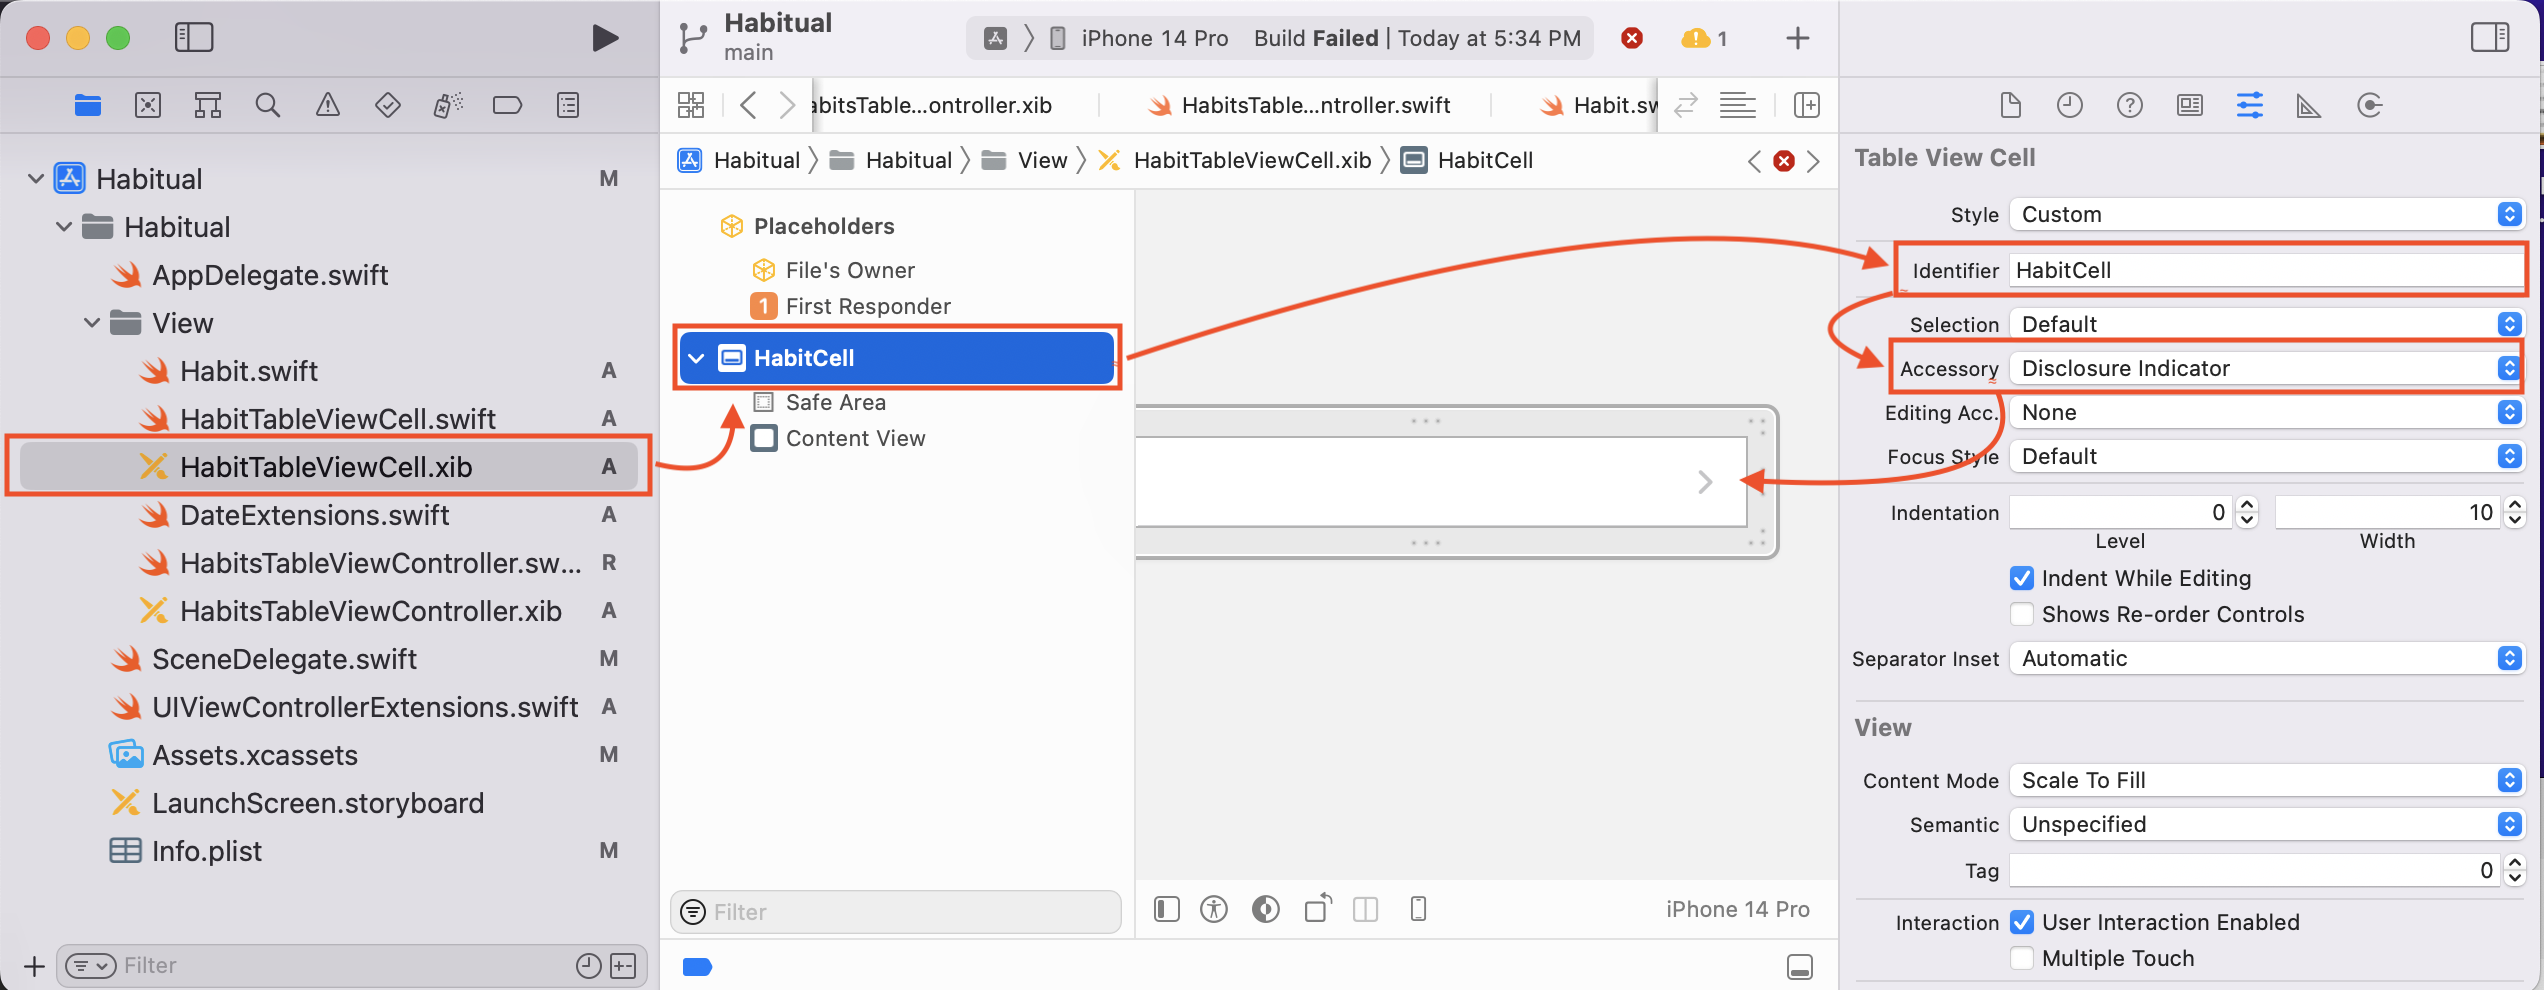 Habitual
main
iPhone 14 Pro Build Failed | Today at 5:34 PM
1
abitsTable...ontroller.xib
HabitsTable...ntroller.swift
Habit.sw
Habitual
Habitual
View
HabitTableViewCell.xib
HabitCell
Habitual M
Habitual
AppDelegate.swift
View
Habit.swift A
HabitTableViewCell.swift A
HabitTableViewCell.xib A
DateExtensions.swift A
HabitsTableViewController.sw... R
HabitsTableViewController.xib A
SceneDelegate.swift M
UIViewControllerExtensions.swift A
Assets.xcassets M
LaunchScreen.storyboard
Info.plist M
Filter
Placeholders
File's Owner
1 First Responder
HabitCell
Safe Area
Content View
Filter
iPhone 14 Pro
Table View Cell
Style Custom
Identifier HabitCell
Selection Default
Accessory Disclosure Indicator
Editing Acc. None
Focus Style Default
Indentation 0 10
Level Width
Indent While Editing
Shows Re-order Controls
Separator Inset Automatic
View
Content Mode Scale To Fill
Semantic Unspecified
Tag 0
Interaction User Interaction Enabled
Multiple Touch